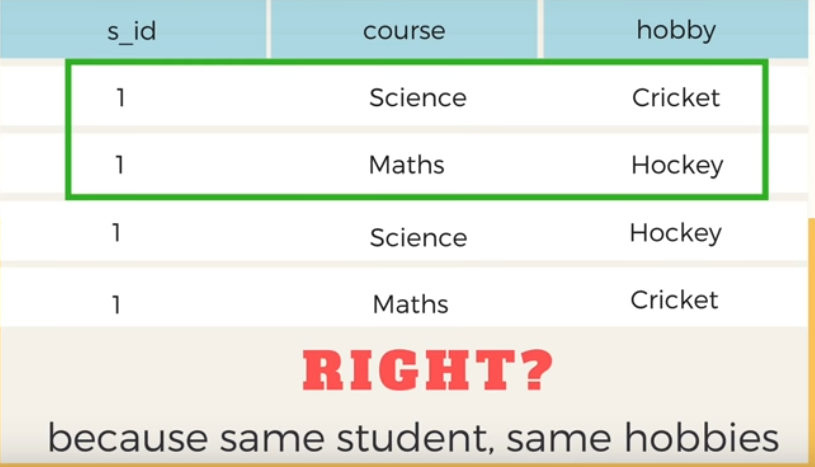 s_id course hobby
1 Science Cricket
1 Maths Hockey
1 Science Hockey
1 Maths Cricket
RIGHT?
because same student, same hobbies